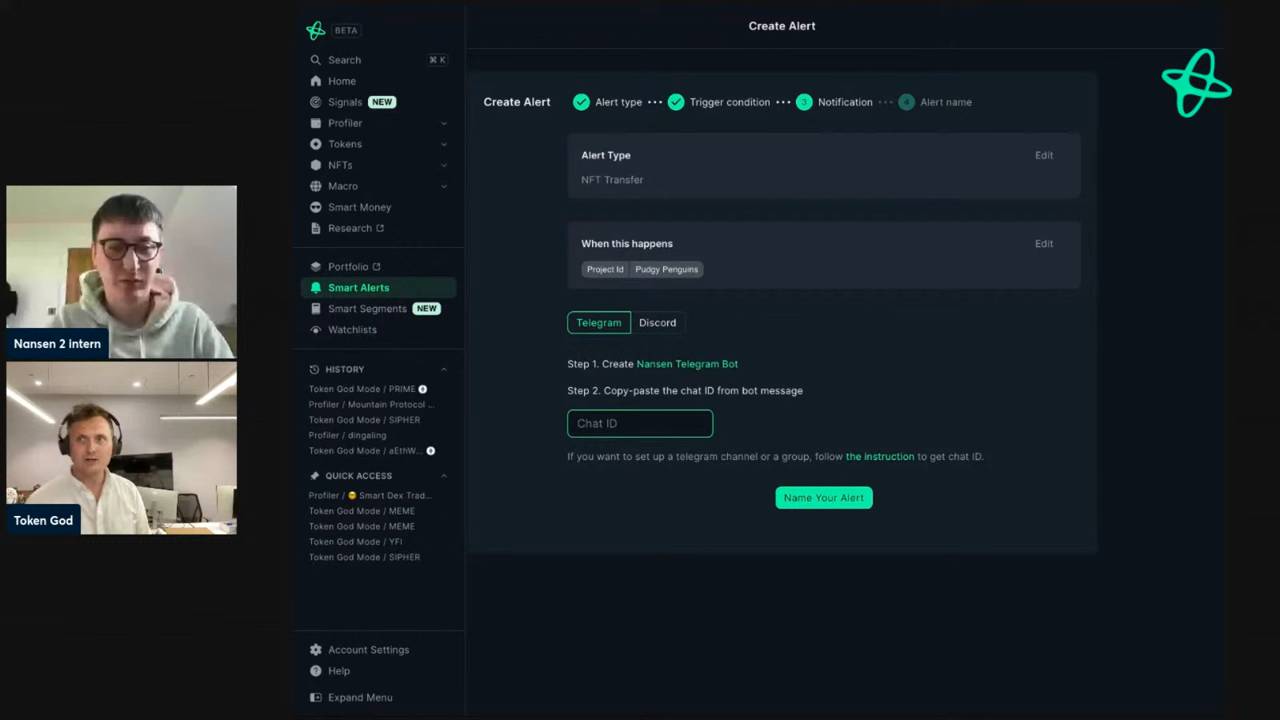 BETA
Search
⌘ K
Home
Signals NEW
Profiler
Tokens
NFTs
Macro
Smart Money
Research
Portfolio
Smart Alerts
Smart Segments NEW
Watchlists
HISTORY
Token God Mode / PRIME
Profiler / Mountain Protocol ...
Token God Mode / SIPHER
Profiler / dingaling
Token God Mode / aEthW...
QUICK ACCESS
Profiler / 🤓 Smart Dex Trad...
Token God Mode / MEME
Token God Mode / MEME
Token God Mode / YFI
Token God Mode / SIPHER
Account Settings
Help
Expand Menu
Create Alert
Create Alert
Alert type
Trigger condition
3 Notification
4 Alert name
Alert Type
Edit
NFT Transfer
When this happens
Edit
Project Id Pudgy Penguins
Telegram Discord
Step 1. Create Nansen Telegram Bot
Step 2. Copy-paste the chat ID from bot message
Chat ID
If you want to set up a telegram channel or a group, follow the instruction to get chat ID.
Name Your Alert
Nansen 2 Intern
Token God